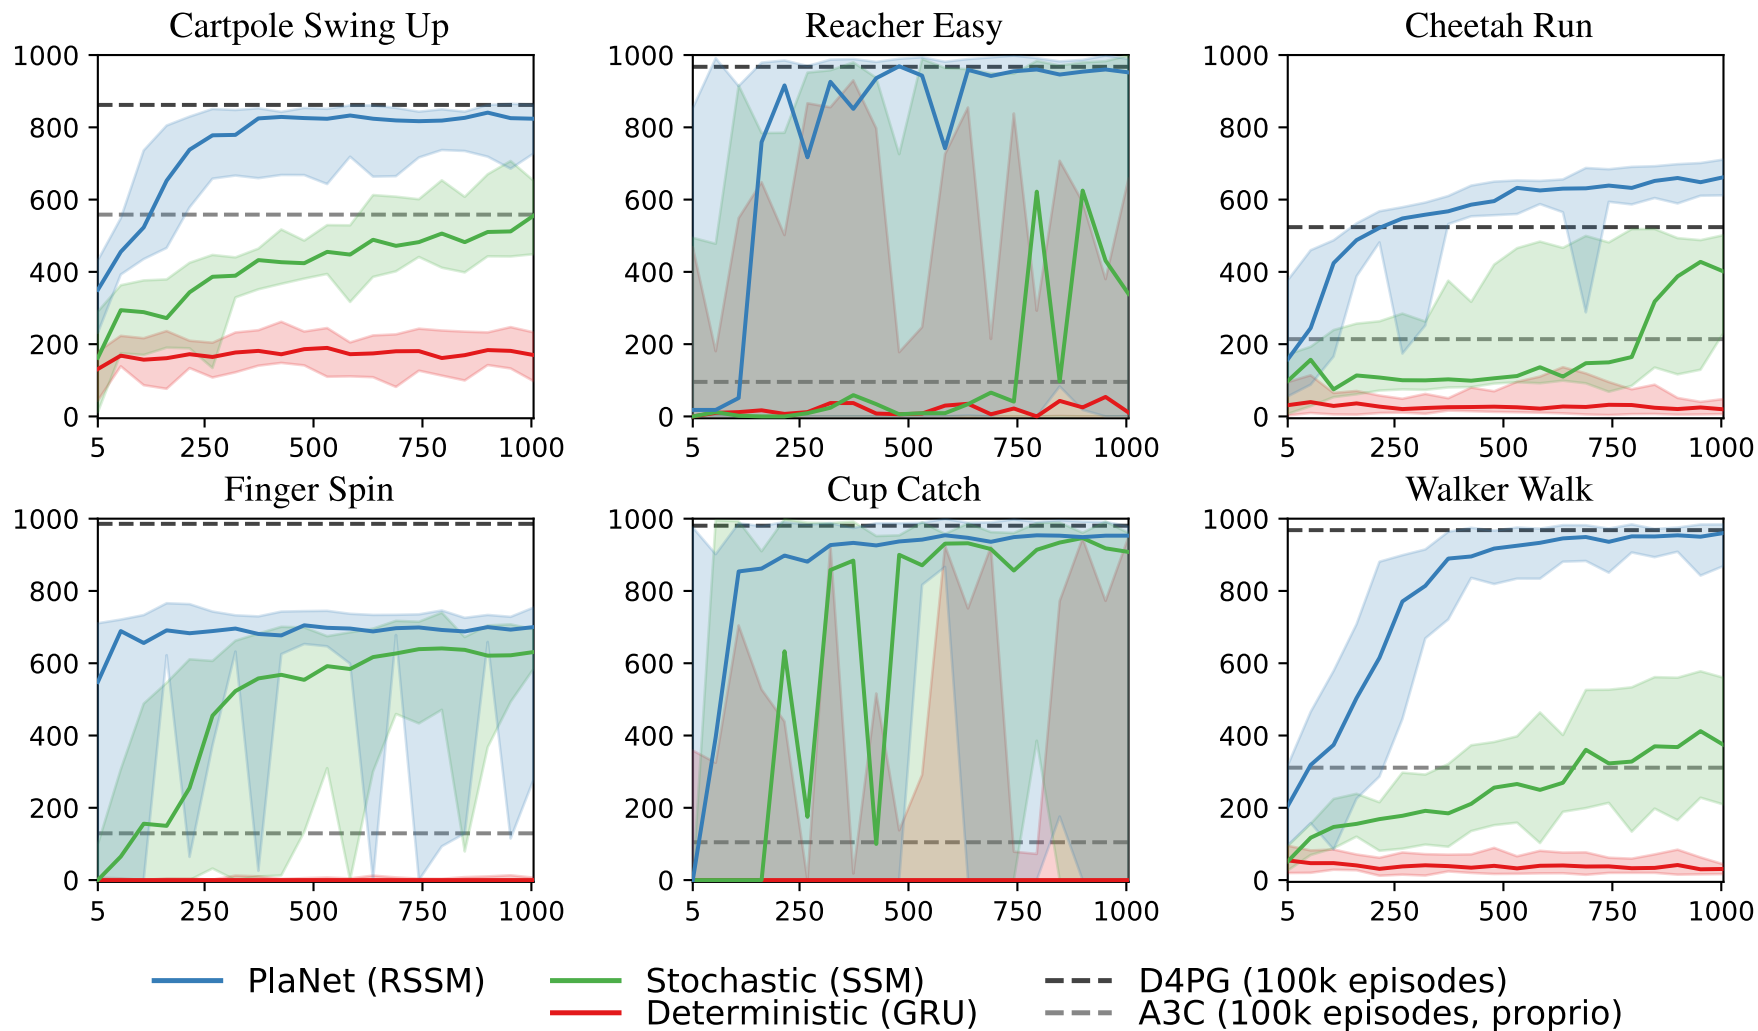 Cartpole Swing Up
Reacher Easy
Cheetah Run
1000
800
600
400
200
0
5 250 500 750 1000
1000
800
600
400
200
0
5 250 500 750 1000
1000
800
600
400
200
0
5 250 500 750 1000
Finger Spin
Cup Catch
Walker Walk
1000
800
600
400
200
0
5 250 500 750 1000
1000
800
600
400
200
0
5 250 500 750 1000
1000
800
600
400
200
0
5 250 500 750 1000
PlaNet (RSSM)
Stochastic (SSM)
Deterministic (GRU)
D4PG (100k episodes)
A3C (100k episodes, proprio)